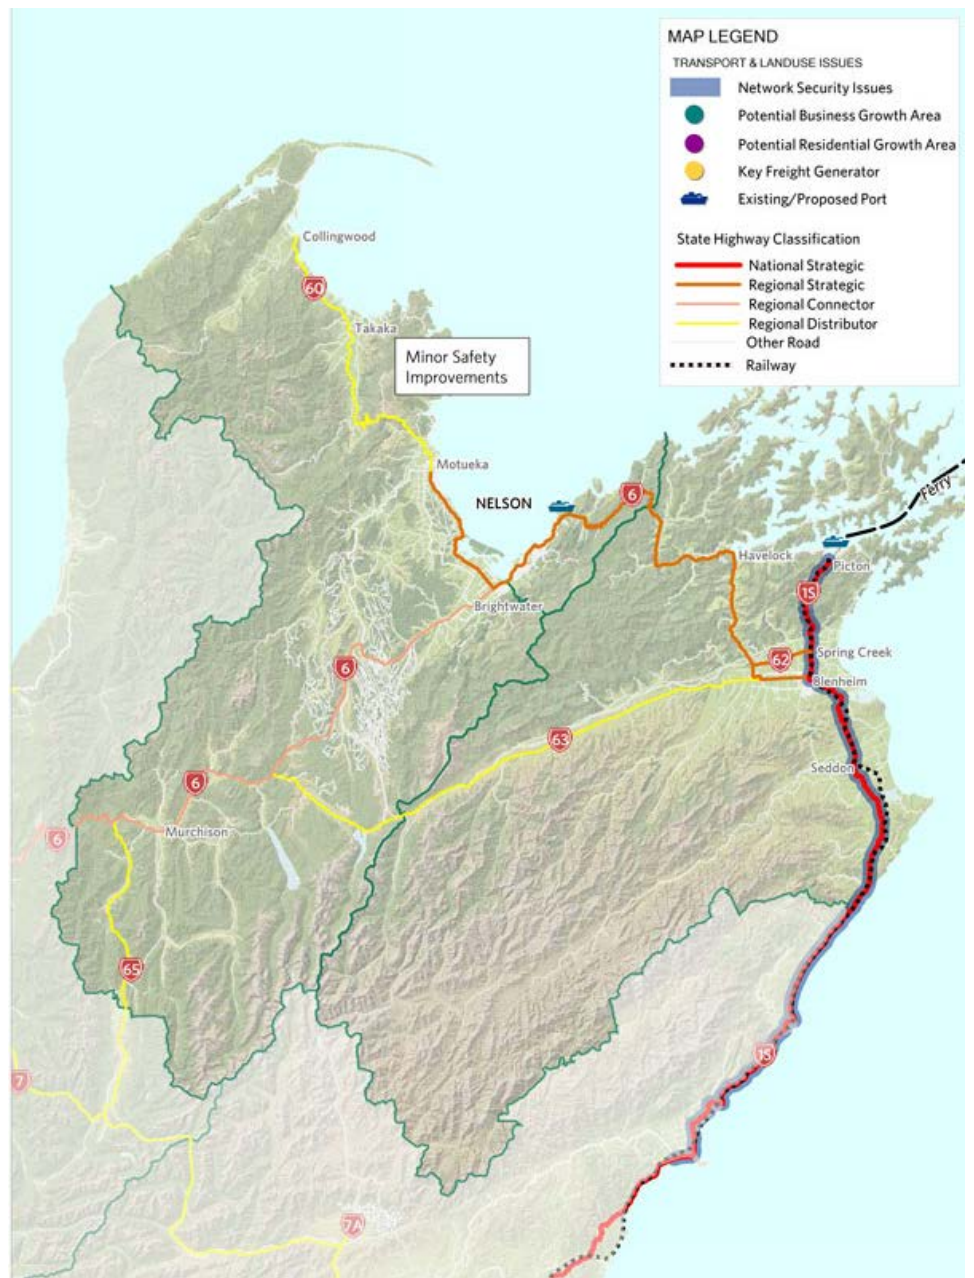 MAP LEGEND
TRANSPORT & LANDUSE ISSUES
Network Security Issues
Potential Business Growth Area
Potential Residential Growth Area
Key Freight Generator
Existing/Proposed Port
State Highway Classification
National Strategic
Regional Strategic
Regional Connector
Regional Distributor
Other Road
Railway
Collingwood
60
Takaka
Minor Safety
Improvements
Motueka
NELSON
6
Ferry
Havelock
Picton
1S
Brightwater
6
62
Spring Creek
Blenheim
63
Seddon
6
6
Murchison
65
1S
7
7A